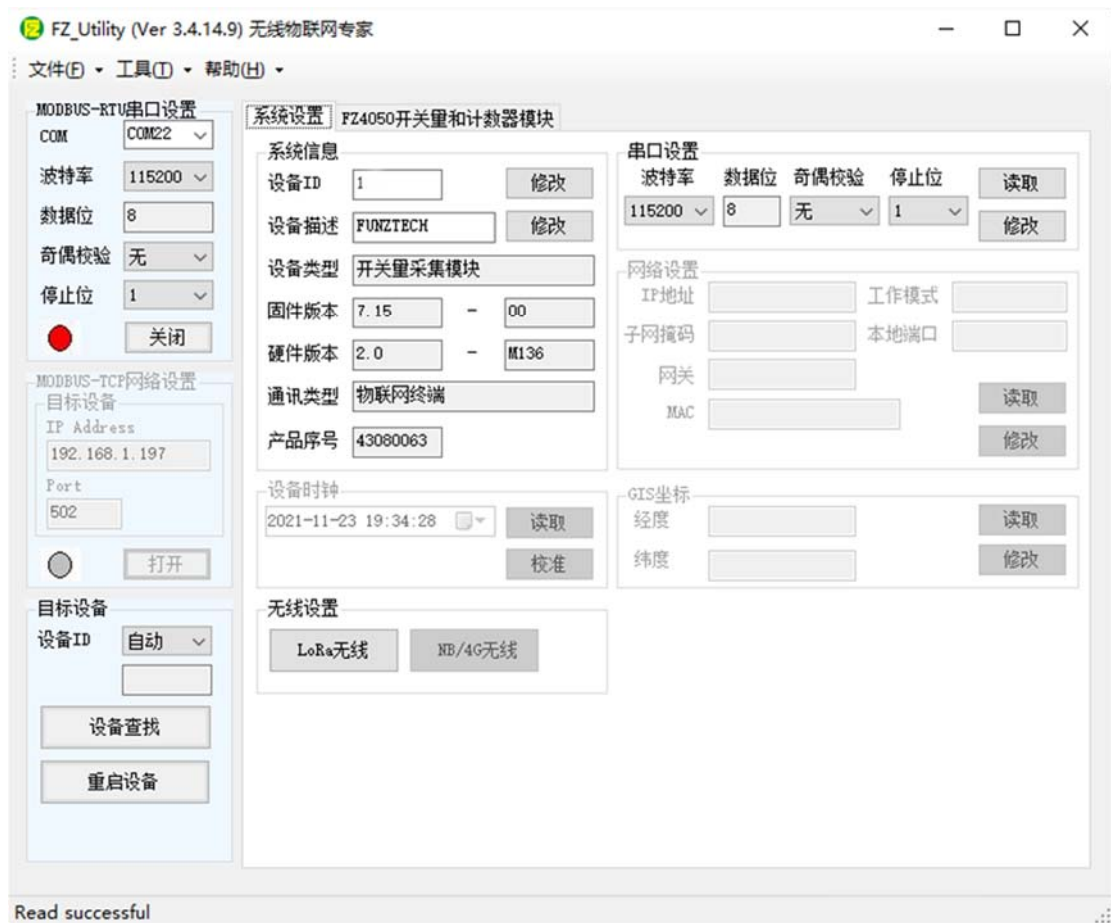 FZ_Utility (Ver 3.4.14.9) 无线物联网专家
文件(F) 工具(T) 帮助(H)
MODBUS-RTU串口设置
COM COM22
波特率 115200
数据位 8
奇偶校验 无
停止位 1
关闭
MODBUS-TCP网络设置
目标设备
IP Address
192.168.1.197
Port
502
打开
目标设备
设备ID 自动
设备查找
重启设备
系统设置 FZ4050开关量和计数器模块
系统信息
设备ID 1 修改
设备描述 FUNZTECH 修改
设备类型 开关量采集模块
固件版本 7.15 - 00
硬件版本 2.0 - M136
通讯类型 物联网终端
产品序号 43080063
设备时钟
2021-11-23 19:34:28 读取
校准
无线设置
LoRa无线 NB/4G无线
串口设置
波特率 数据位 奇偶校验 停止位 读取
115200 8 无 1 修改
网络设置
IP地址 工作模式
子网掩码 本地端口
网关 读取
MAC 修改
GIS坐标
经度 读取
纬度 修改
Read successful